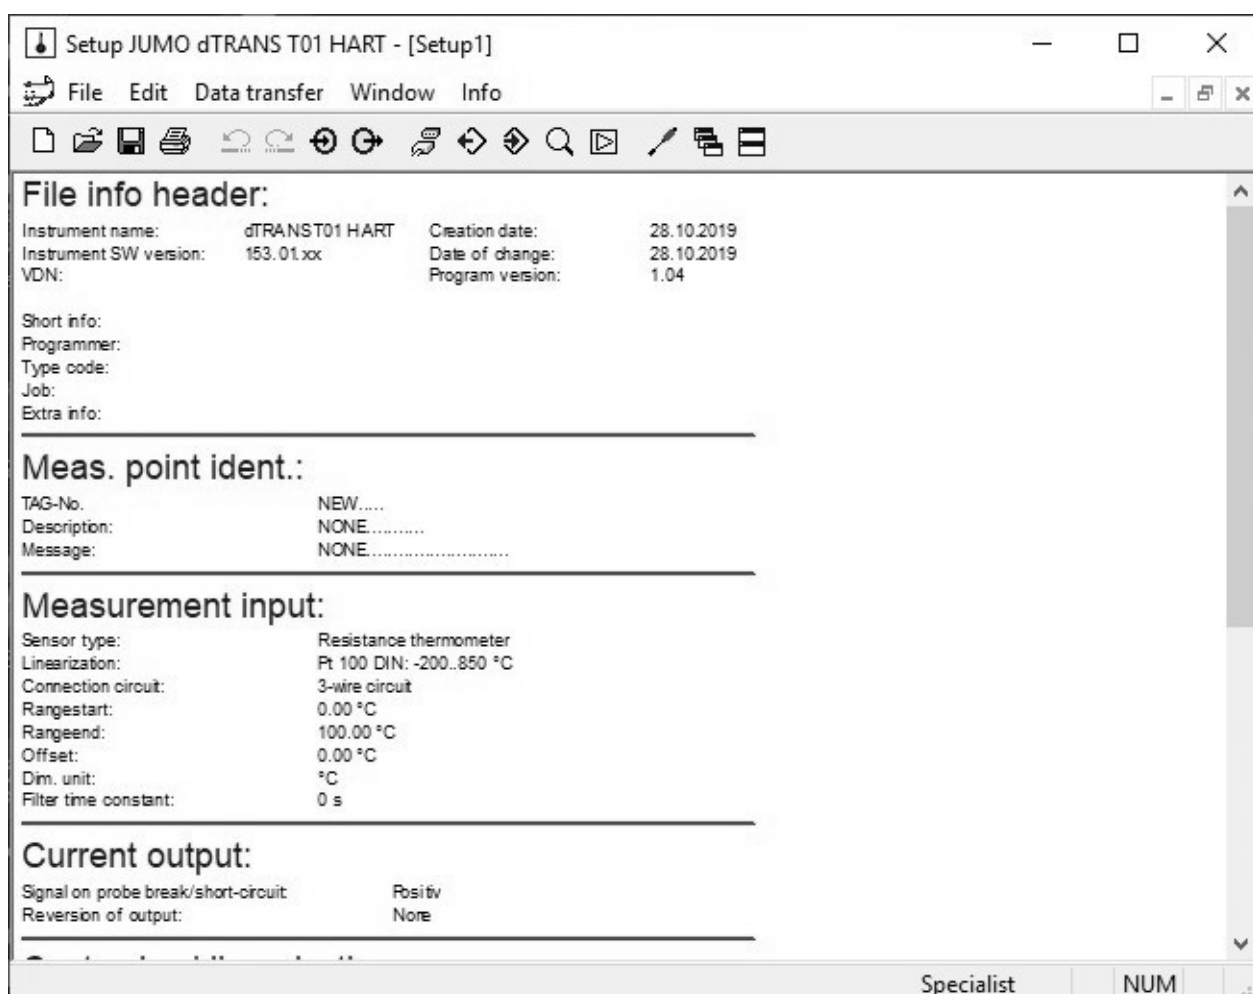 Setup JUMO dTRANS T01 HART - [Setup1]
File Edit Data transfer Window Info
File info header:
Instrument name: dTRANS T01 HART Creation date: 28.10.2019
Instrument SW version: 153.01.xx Date of change: 28.10.2019
VDN: Program version: 1.04
Short info:
Programmer:
Type code:
Job:
Extra info:
Meas. point ident.:
TAG-No. NEW.....
Description: NONE...........
Message: NONE...........................
Measurement input:
Sensor type: Resistance thermometer
Linearization: Pt 100 DIN: -200..850 °C
Connection circuit: 3-wire circuit
Rangestart: 0.00 °C
Rangeend: 100.00 °C
Offset: 0.00 °C
Dim. unit: °C
Filter time constant: 0 s
Current output:
Signal on probe break/short-circuit: Positiv
Reversion of output: None
Specialist NUM